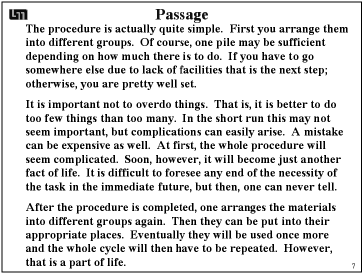 Passage
The procedure is actually quite simple.  First you arrange them
into different groups.  Of course, one pile may be sufficient
depending on how much there is to do.  If you have to go
somewhere else due to lack of facilities that is the next step;
otherwise, you are pretty well set.
It is important not to overdo things.  That is, it is better to do
too few things than too many.  In the short run this may not
seem important, but complications can easily arise.  A mistake
can be expensive as well.  At first, the whole procedure will
seem complicated.  Soon, however, it will become just another
fact of life.  It is difficult to foresee any end of the necessity of
the task in the immediate future, but then, one can never tell.
After the procedure is completed, one arranges the materials
into different groups again.  Then they can be put into their
appropriate places.  Eventually they will be used once more
and the whole cycle will then have to be repeated.  However,
that is a part of life.
7